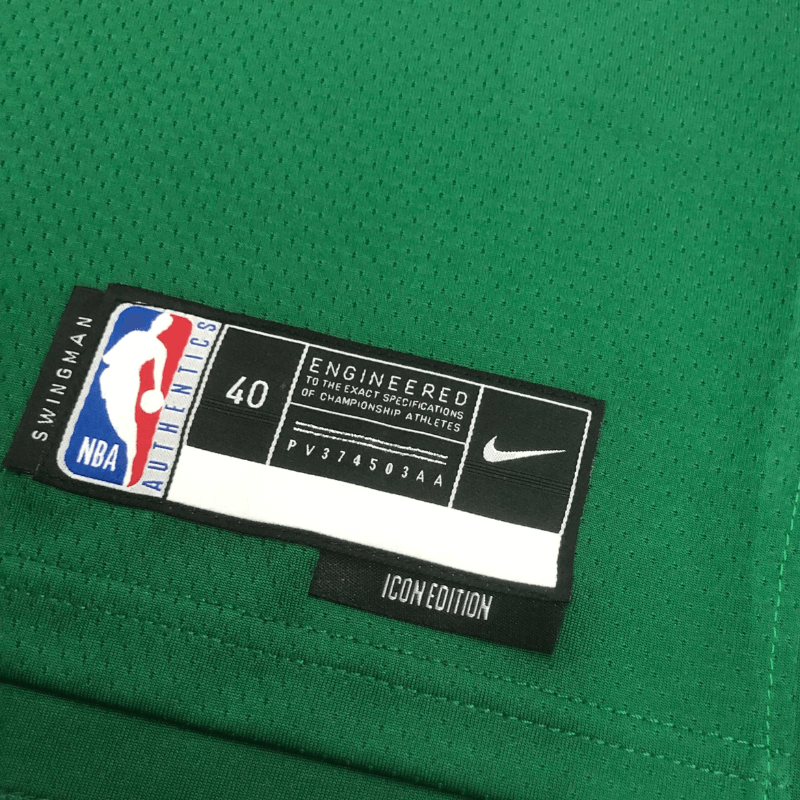 SWINGMAN
NBA
AUTHENTICS
40
ENGINEERED
TO THE EXACT SPECIFICATIONS
OF CHAMPIONSHIP ATHLETES
PV374503AA
ICON EDITION